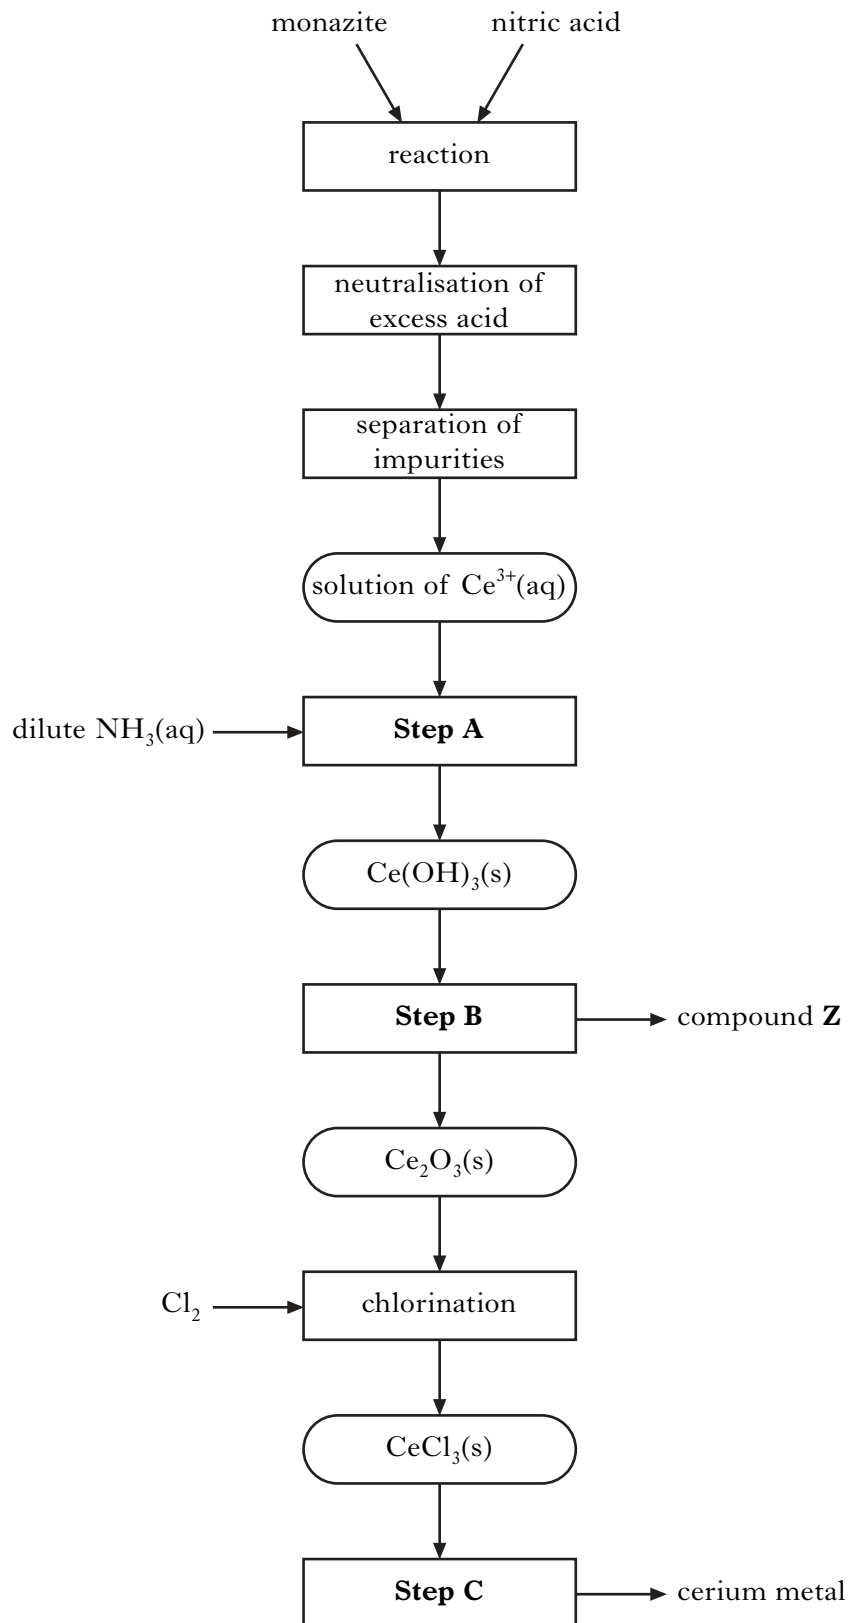 monazite nitric acid
reaction
neutralisation of
excess acid
separation of
impurities
solution of Ce³⁺(aq)
dilute NH₃(aq)
Step A
Ce(OH)₃(s)
Step B
compound Z
Ce₂O₃(s)
Cl₂
chlorination
CeCl₃(s)
Step C
cerium metal